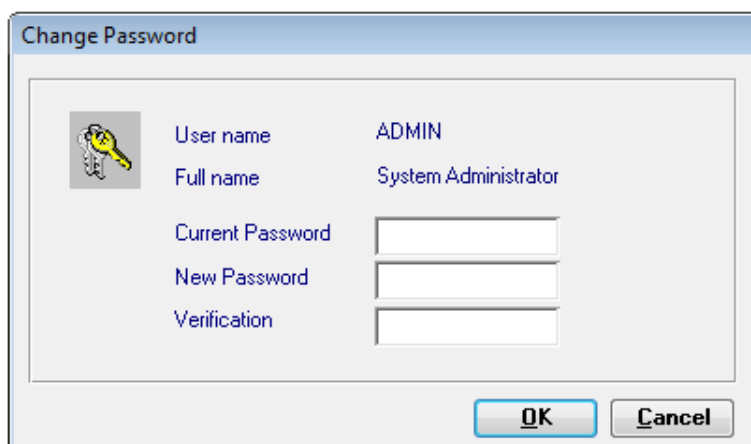 Change Password
User name ADMIN
Full name System Administrator
Current Password
New Password
Verification
OK Cancel